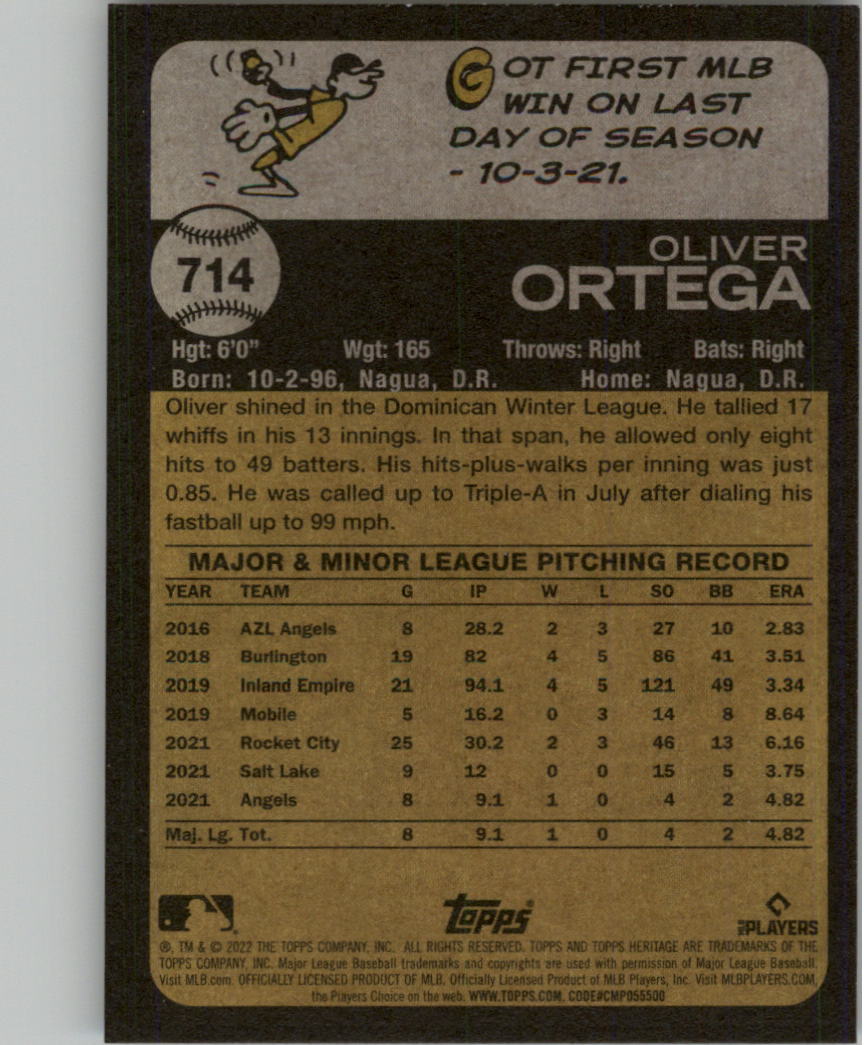 GOT FIRST MLB
WIN ON LAST
DAY OF SEASON
- 10-3-21.
714
OLIVER
ORTEGA
Hgt: 6'0" Wgt: 165 Throws: Right Bats: Right
Born: 10-2-96, Nagua, D.R. Home: Nagua, D.R.
Oliver shined in the Dominican Winter League. He tallied 17
whiffs in his 13 innings. In that span, he allowed only eight
hits to 49 batters. His hits-plus-walks per inning was just
0.85. He was called up to Triple-A in July after dialing his
fastball up to 99 mph.
MAJOR & MINOR LEAGUE PITCHING RECORD
YEAR TEAM G IP W L SO BB ERA
2016 AZL Angels 8 28.2 2 3 27 10 2.83
2018 Burlington 19 82 4 5 86 41 3.51
2019 Inland Empire 21 94.1 4 5 121 49 3.34
2019 Mobile 5 16.2 0 3 14 8 8.64
2021 Rocket City 25 30.2 2 3 46 13 6.16
2021 Salt Lake 9 12 0 0 15 5 3.75
2021 Angels 8 9.1 1 0 4 2 4.82
Maj. Lg. Tot. 8 9.1 1 0 4 2 4.82
topps®
MLB PLAYERS
®, TM & © 2022 THE TOPPS COMPANY, INC. ALL RIGHTS RESERVED. TOPPS AND TOPPS HERITAGE ARE TRADEMARKS OF THE
TOPPS COMPANY, INC. Major League Baseball trademarks and copyrights are used with permission of Major League Baseball.
Visit MLB.com. OFFICIALLY LICENSED PRODUCT OF MLB. Officially Licensed Product of MLB Players, Inc. Visit MLBPLAYERS.COM,
the Players Choice on the web. WWW.TOPPS.COM. CODE#CMP055500